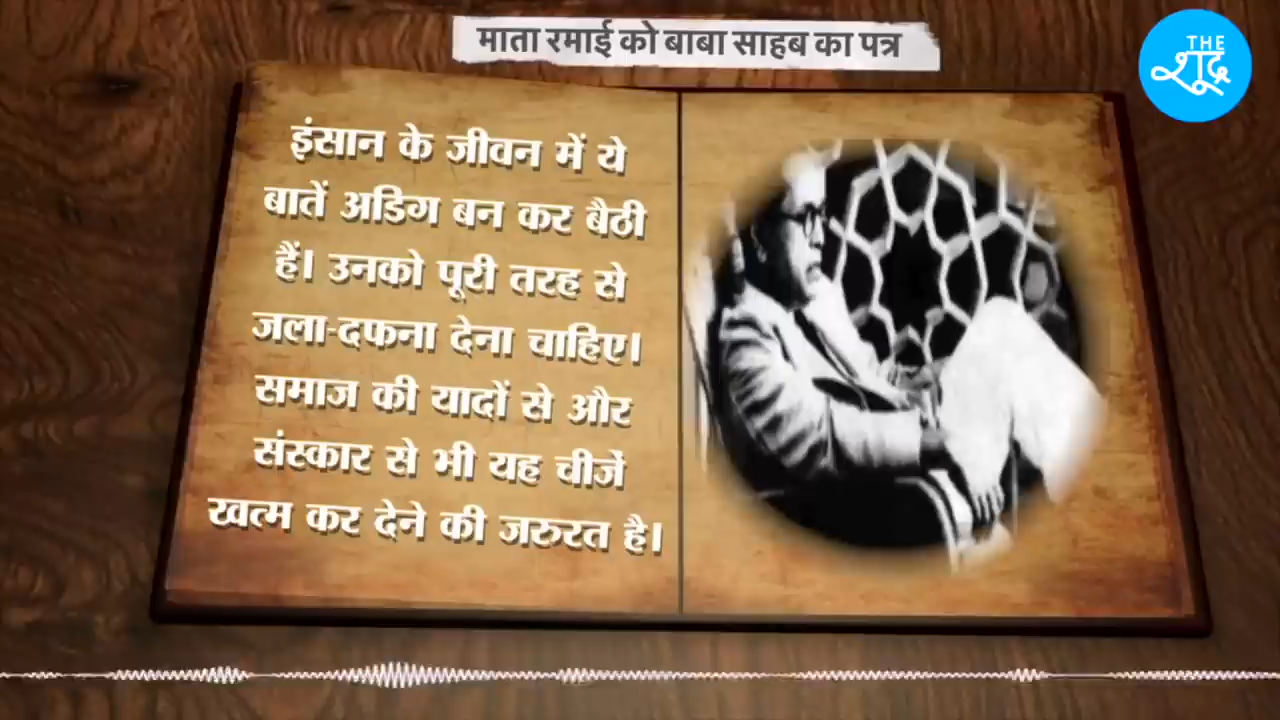 माता रमाई को बाबा साहब का पत्र
THE
शूद्र
इंसान के जीवन में ये
बातें अडिग बन कर बैठी
हैं। उनको पूरी तरह से
जला-दफना देना चाहिए।
समाज की यादों से और
संस्कार से भी यह चीजें
खत्म कर देने की जरुरत है।